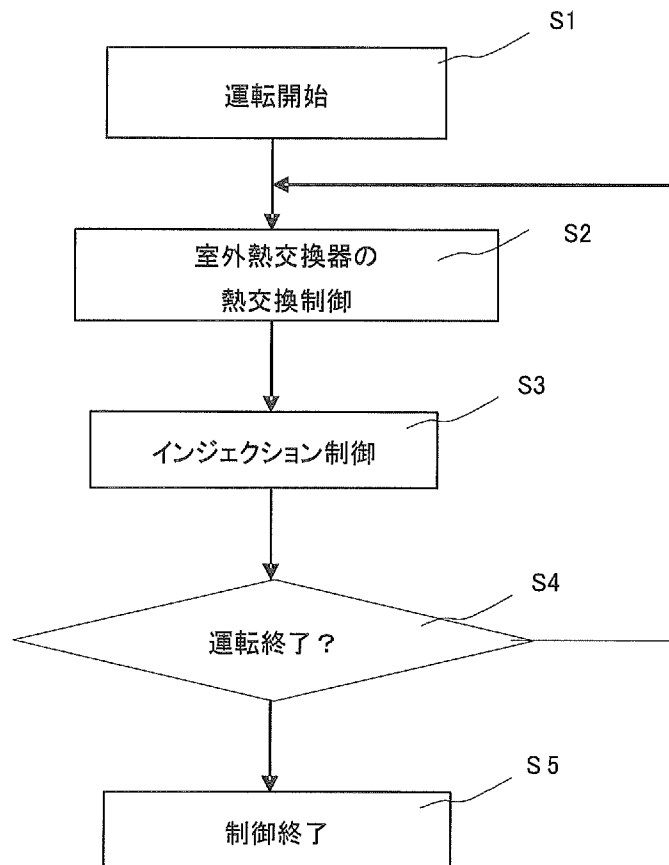 S1
運転開始
S2
室外熱交換器の
熱交換制御
S3
インジェクション制御
S4
運転終了？
S5
制御終了